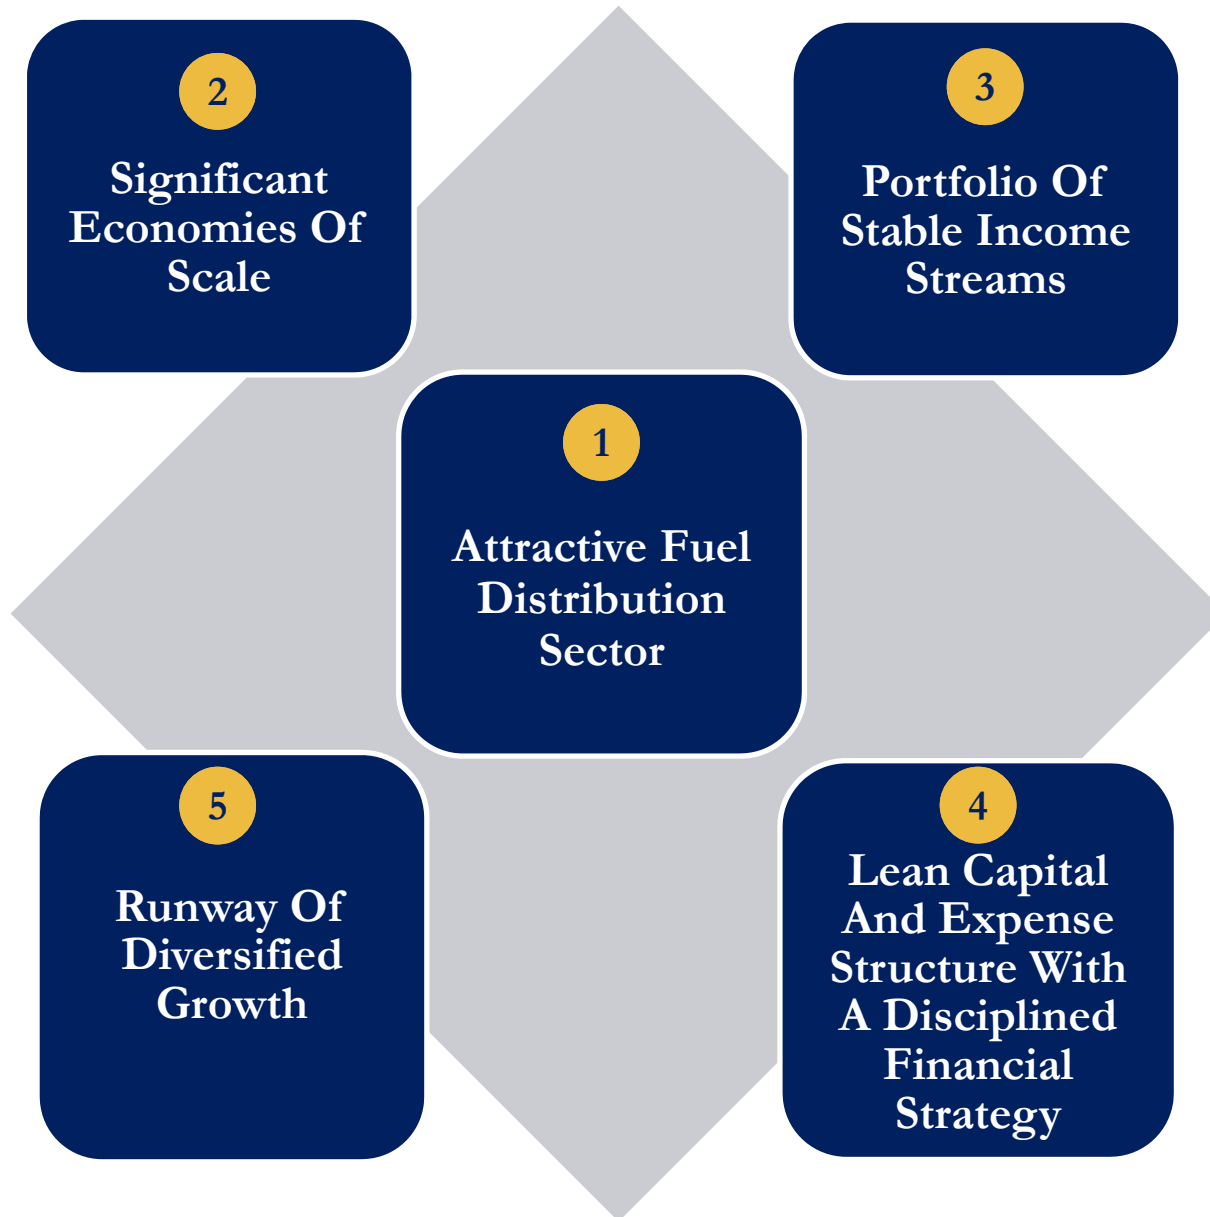 2
Significant
Economies Of
Scale
3
Portfolio Of
Stable Income
Streams
1
Attractive Fuel
Distribution
Sector
5
Runway Of
Diversified
Growth
4
Lean Capital
And Expense
Structure With
A Disciplined
Financial
Strategy